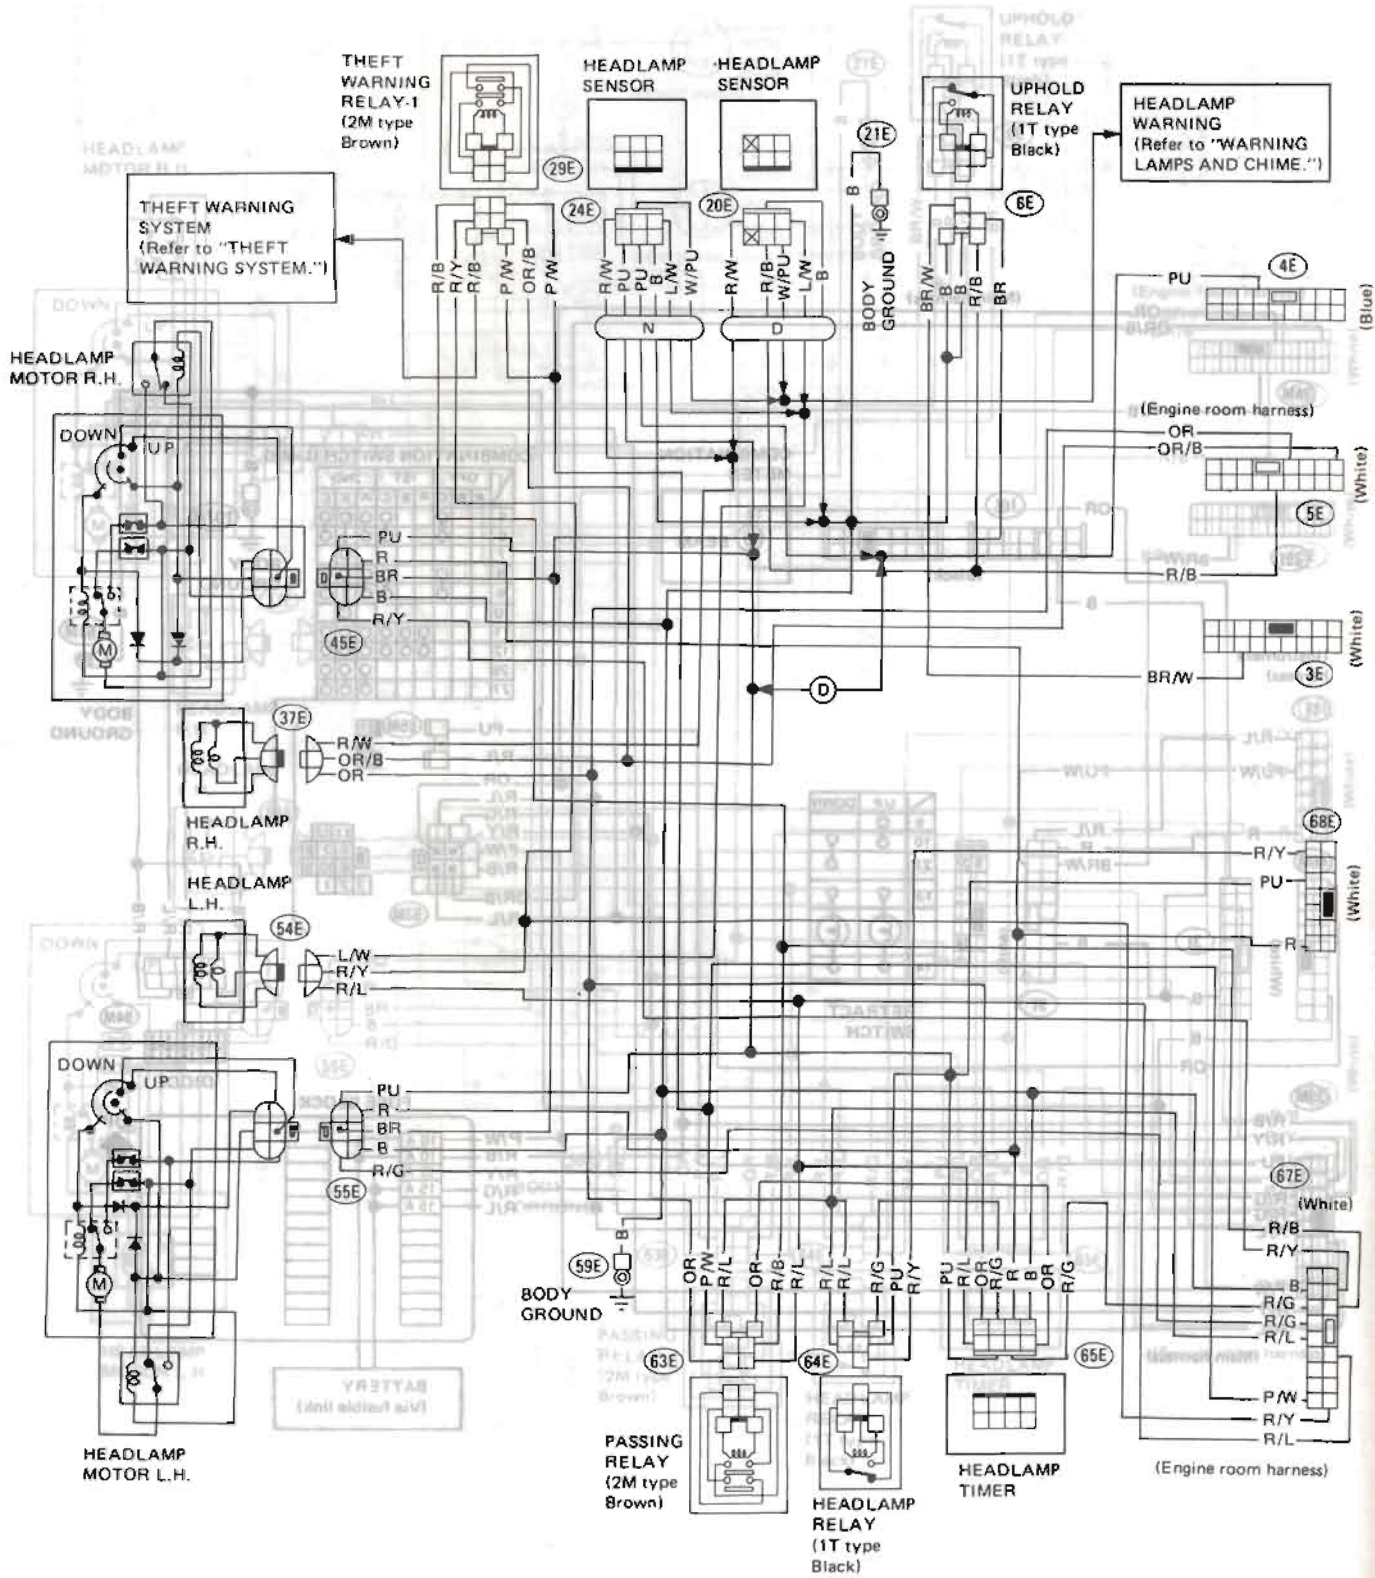 THEFT
WARNING
RELAY-1
(2M type
Brown)
HEADLAMP
SENSOR
HEADLAMP
SENSOR
UPHOLD
RELAY
(1T type
Black)
HEADLAMP
WARNING
(Refer to "WARNING
LAMPS AND CHIME.")
29E
24E
20E
21E
6E
THEFT WARNING
SYSTEM
(Refer to "THEFT
WARNING SYSTEM.")
R/B
R/Y
R/B
P/W
OR/B
P/W
R/W
PU
PU
B
L/W
W/PU
R/W
R/B
W/PU
L/W
B
B
BODY
GROUND
BR/W
B
B
R/B
BR
N
D
PU
4E
(Blue)
HEADLAMP
MOTOR R.H.
DOWN
UP
M
(Engine room harness)
OR
OR/B
(White)
5E
R/B
PU
R
BR
B
R/Y
45E
D
(White)
3E
BR/W
37E
R/W
OR/B
OR
HEADLAMP
R.H.
68E
R/Y
PU
R
(White)
HEADLAMP
L.H.
54E
L/W
R/Y
R/L
DOWN
UP
M
PU
R
BR
B
R/G
55E
HEADLAMP
MOTOR L.H.
59E
B
BODY
GROUND
OR
P/W
R/L
OR
R/B
R/L
R/L
R/L
R/G
PU
R/Y
PU
R/L
OR
R/G
R
B
OR
R/G
63E
64E
65E
67E
(White)
R/B
R/Y
B
R/G
R/G
R/L
P/W
R/Y
R/L
(Engine room harness)
PASSING
RELAY
(2M type
Brown)
HEADLAMP
RELAY
(1T type
Black)
HEADLAMP
TIMER